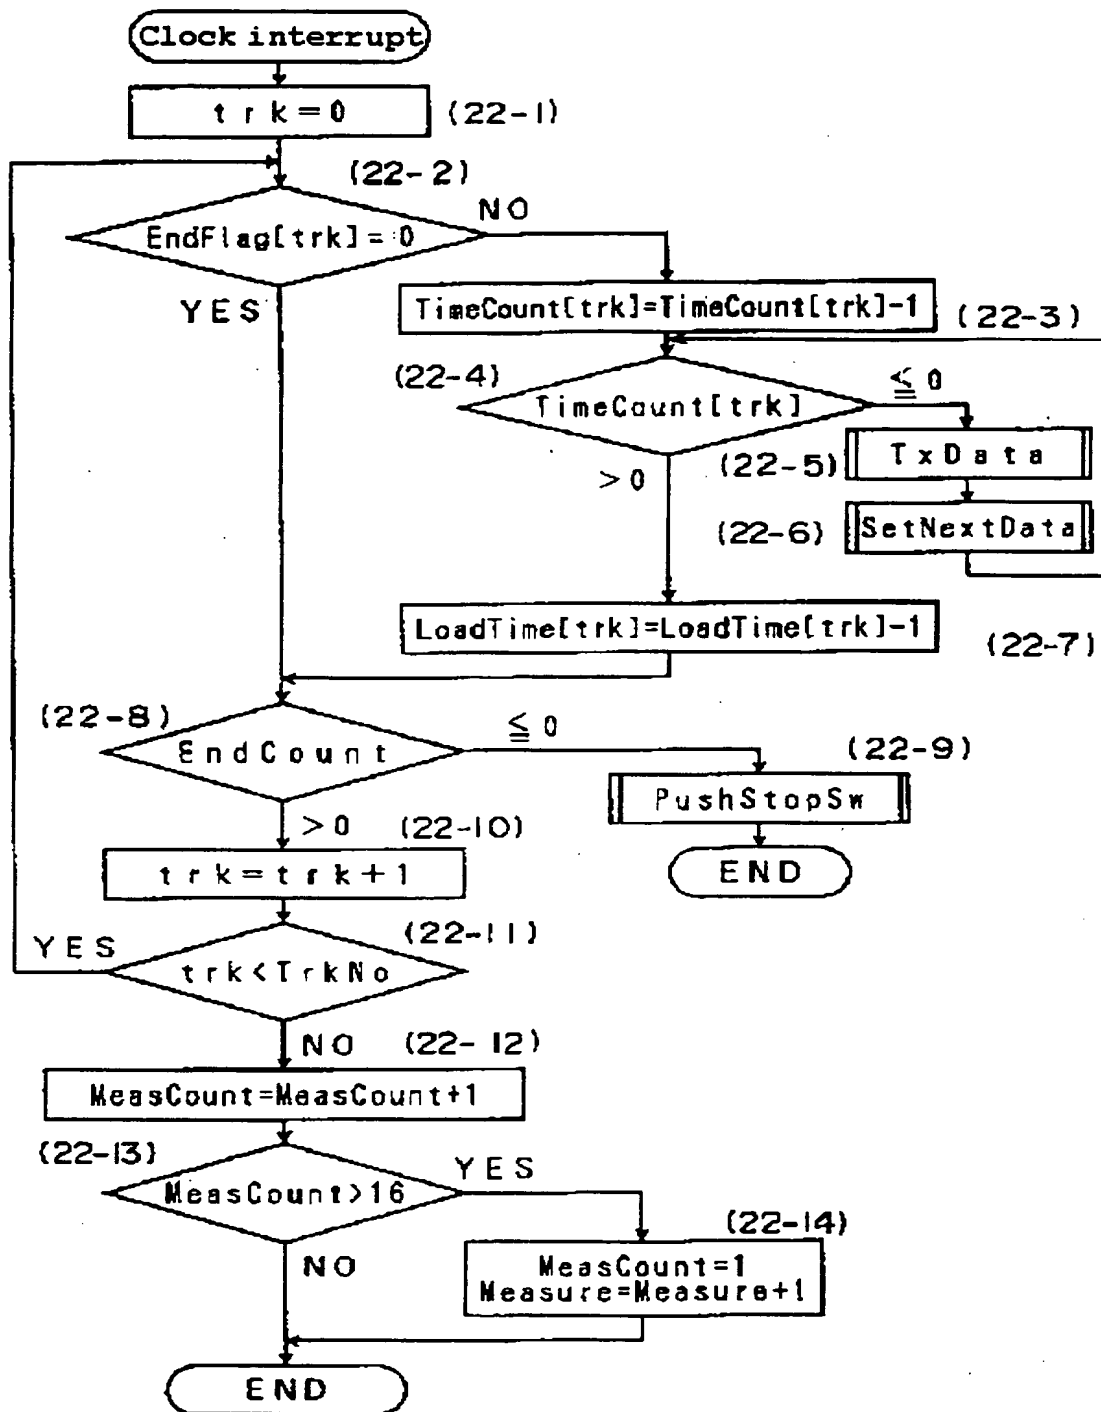 Clock interrupt
trk=0
(22-1)
(22-2)
EndFlag[trk]=0
NO
YES
TimeCount[trk]=TimeCount[trk]-1
(22-3)
(22-4)
TimeCount[trk]
≦0
>0
(22-5)
TxData
(22-6)
SetNextData
LoadTime[trk]=LoadTime[trk]-1
(22-7)
(22-8)
EndCount
≦0
(22-9)
PushStopSw
END
>0
(22-10)
trk=trk+1
(22-11)
YES
trk<TrkNo
NO
(22-12)
MeasCount=MeasCount+1
(22-13)
MeasCount>16
YES
(22-14)
MeasCount=1
Measure=Measure+1
NO
END